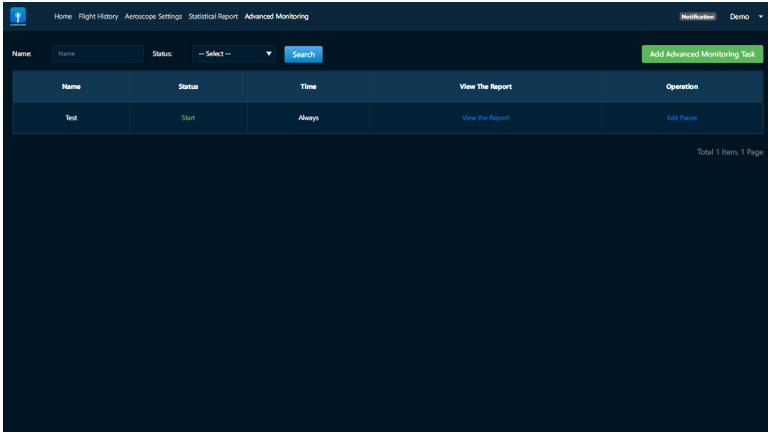 Home Flight History Aeroscope Settings Statistical Report Advanced Monitoring Notification Demo
Name: Name Status: -- Select -- Search Add Advanced Monitoring Task
Name Status Time View The Report Operation
Test Start Always View the Report Edit Pause
Total 1 Item, 1 Page